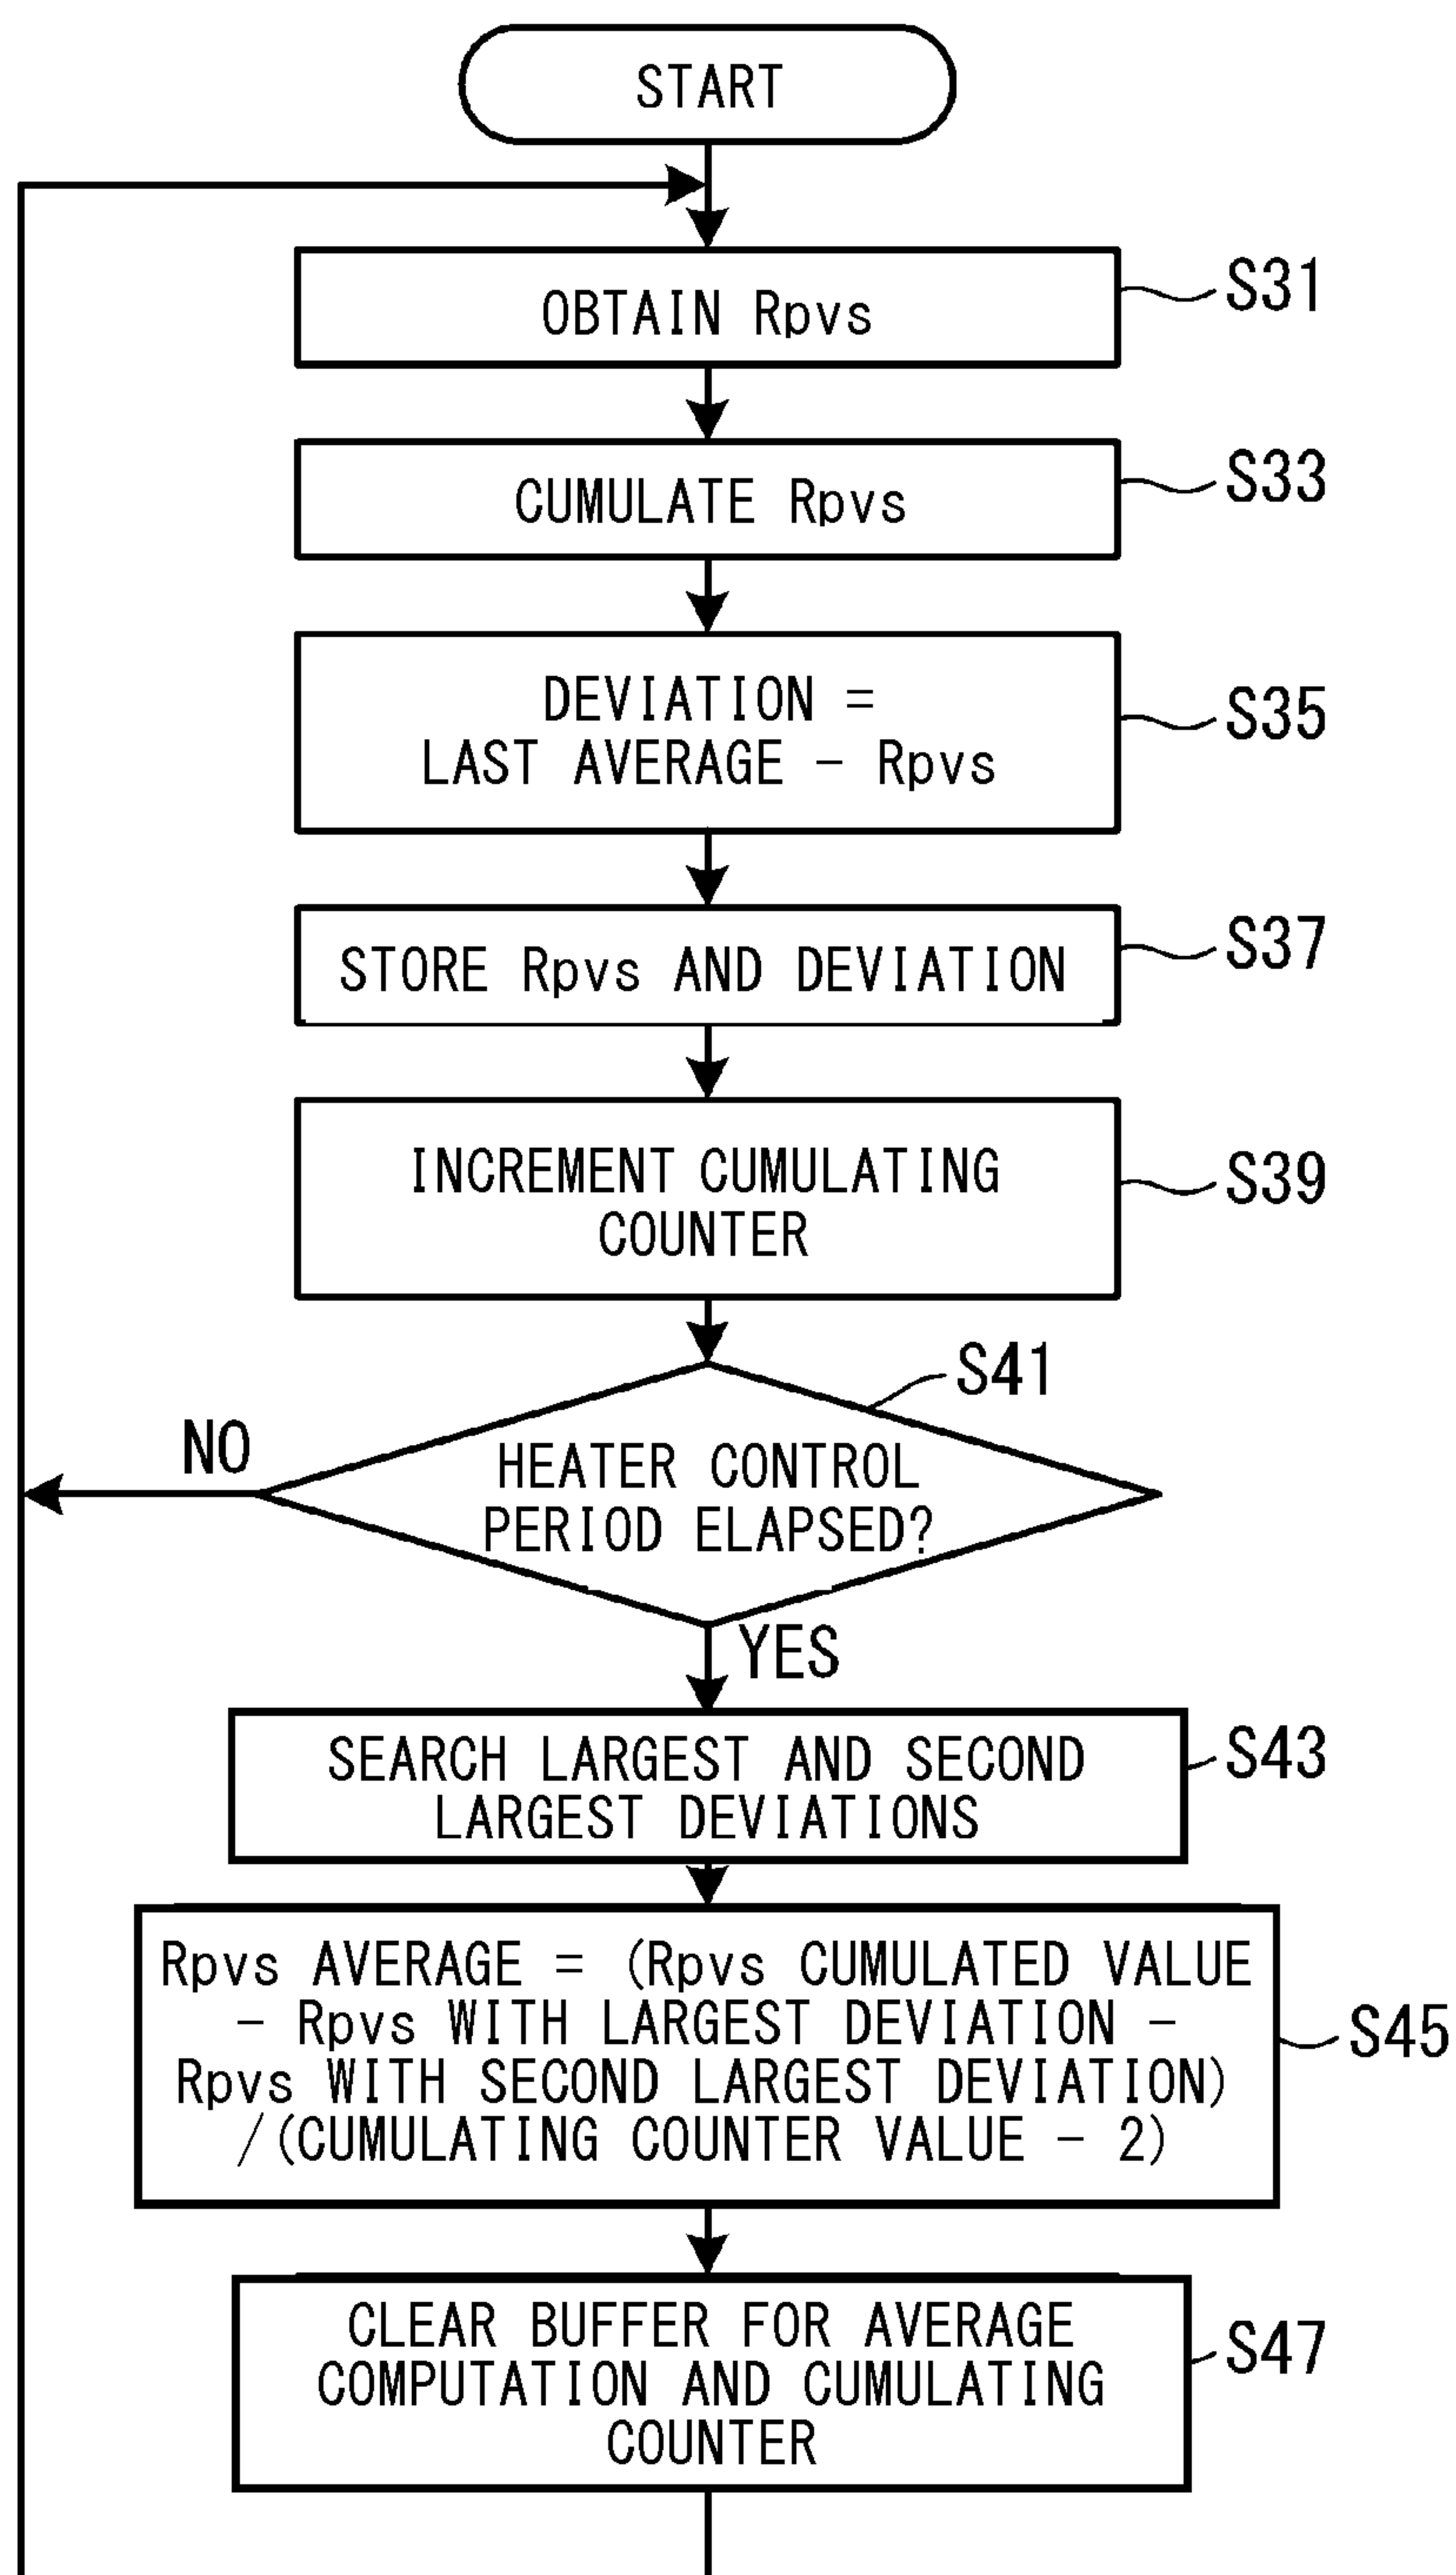 START
OBTAIN Rpvs
S31
CUMULATE Rpvs
S33
DEVIATION =
LAST AVERAGE - Rpvs
S35
STORE Rpvs AND DEVIATION
S37
INCREMENT CUMULATING
COUNTER
S39
S41
NO
HEATER CONTROL
PERIOD ELAPSED?
YES
SEARCH LARGEST AND SECOND
LARGEST DEVIATIONS
S43
Rpvs AVERAGE = (Rpvs CUMULATED VALUE
- Rpvs WITH LARGEST DEVIATION -
Rpvs WITH SECOND LARGEST DEVIATION)
/(CUMULATING COUNTER VALUE - 2)
S45
CLEAR BUFFER FOR AVERAGE
COMPUTATION AND CUMULATING
COUNTER
S47